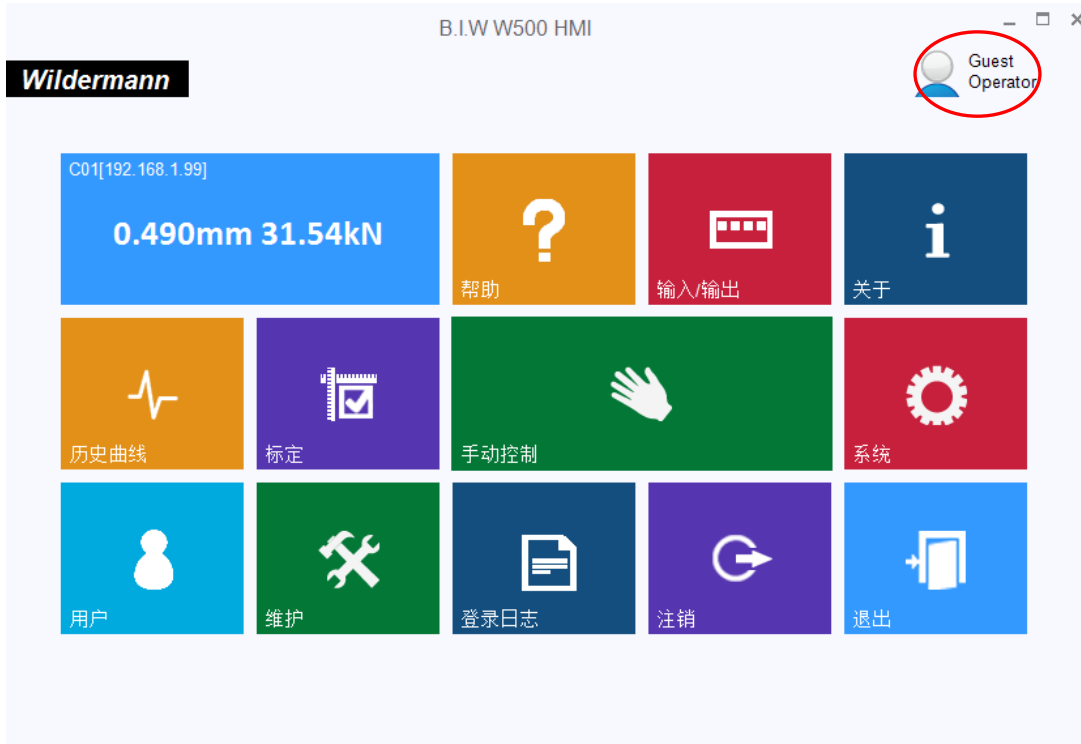 B.I.W W500 HMI
Wildermann
Guest
Operator
C01[192.168.1.99]
0.490mm 31.54kN
帮助
输入/输出
关于
历史曲线
标定
手动控制
系统
用户
维护
登录日志
注销
退出